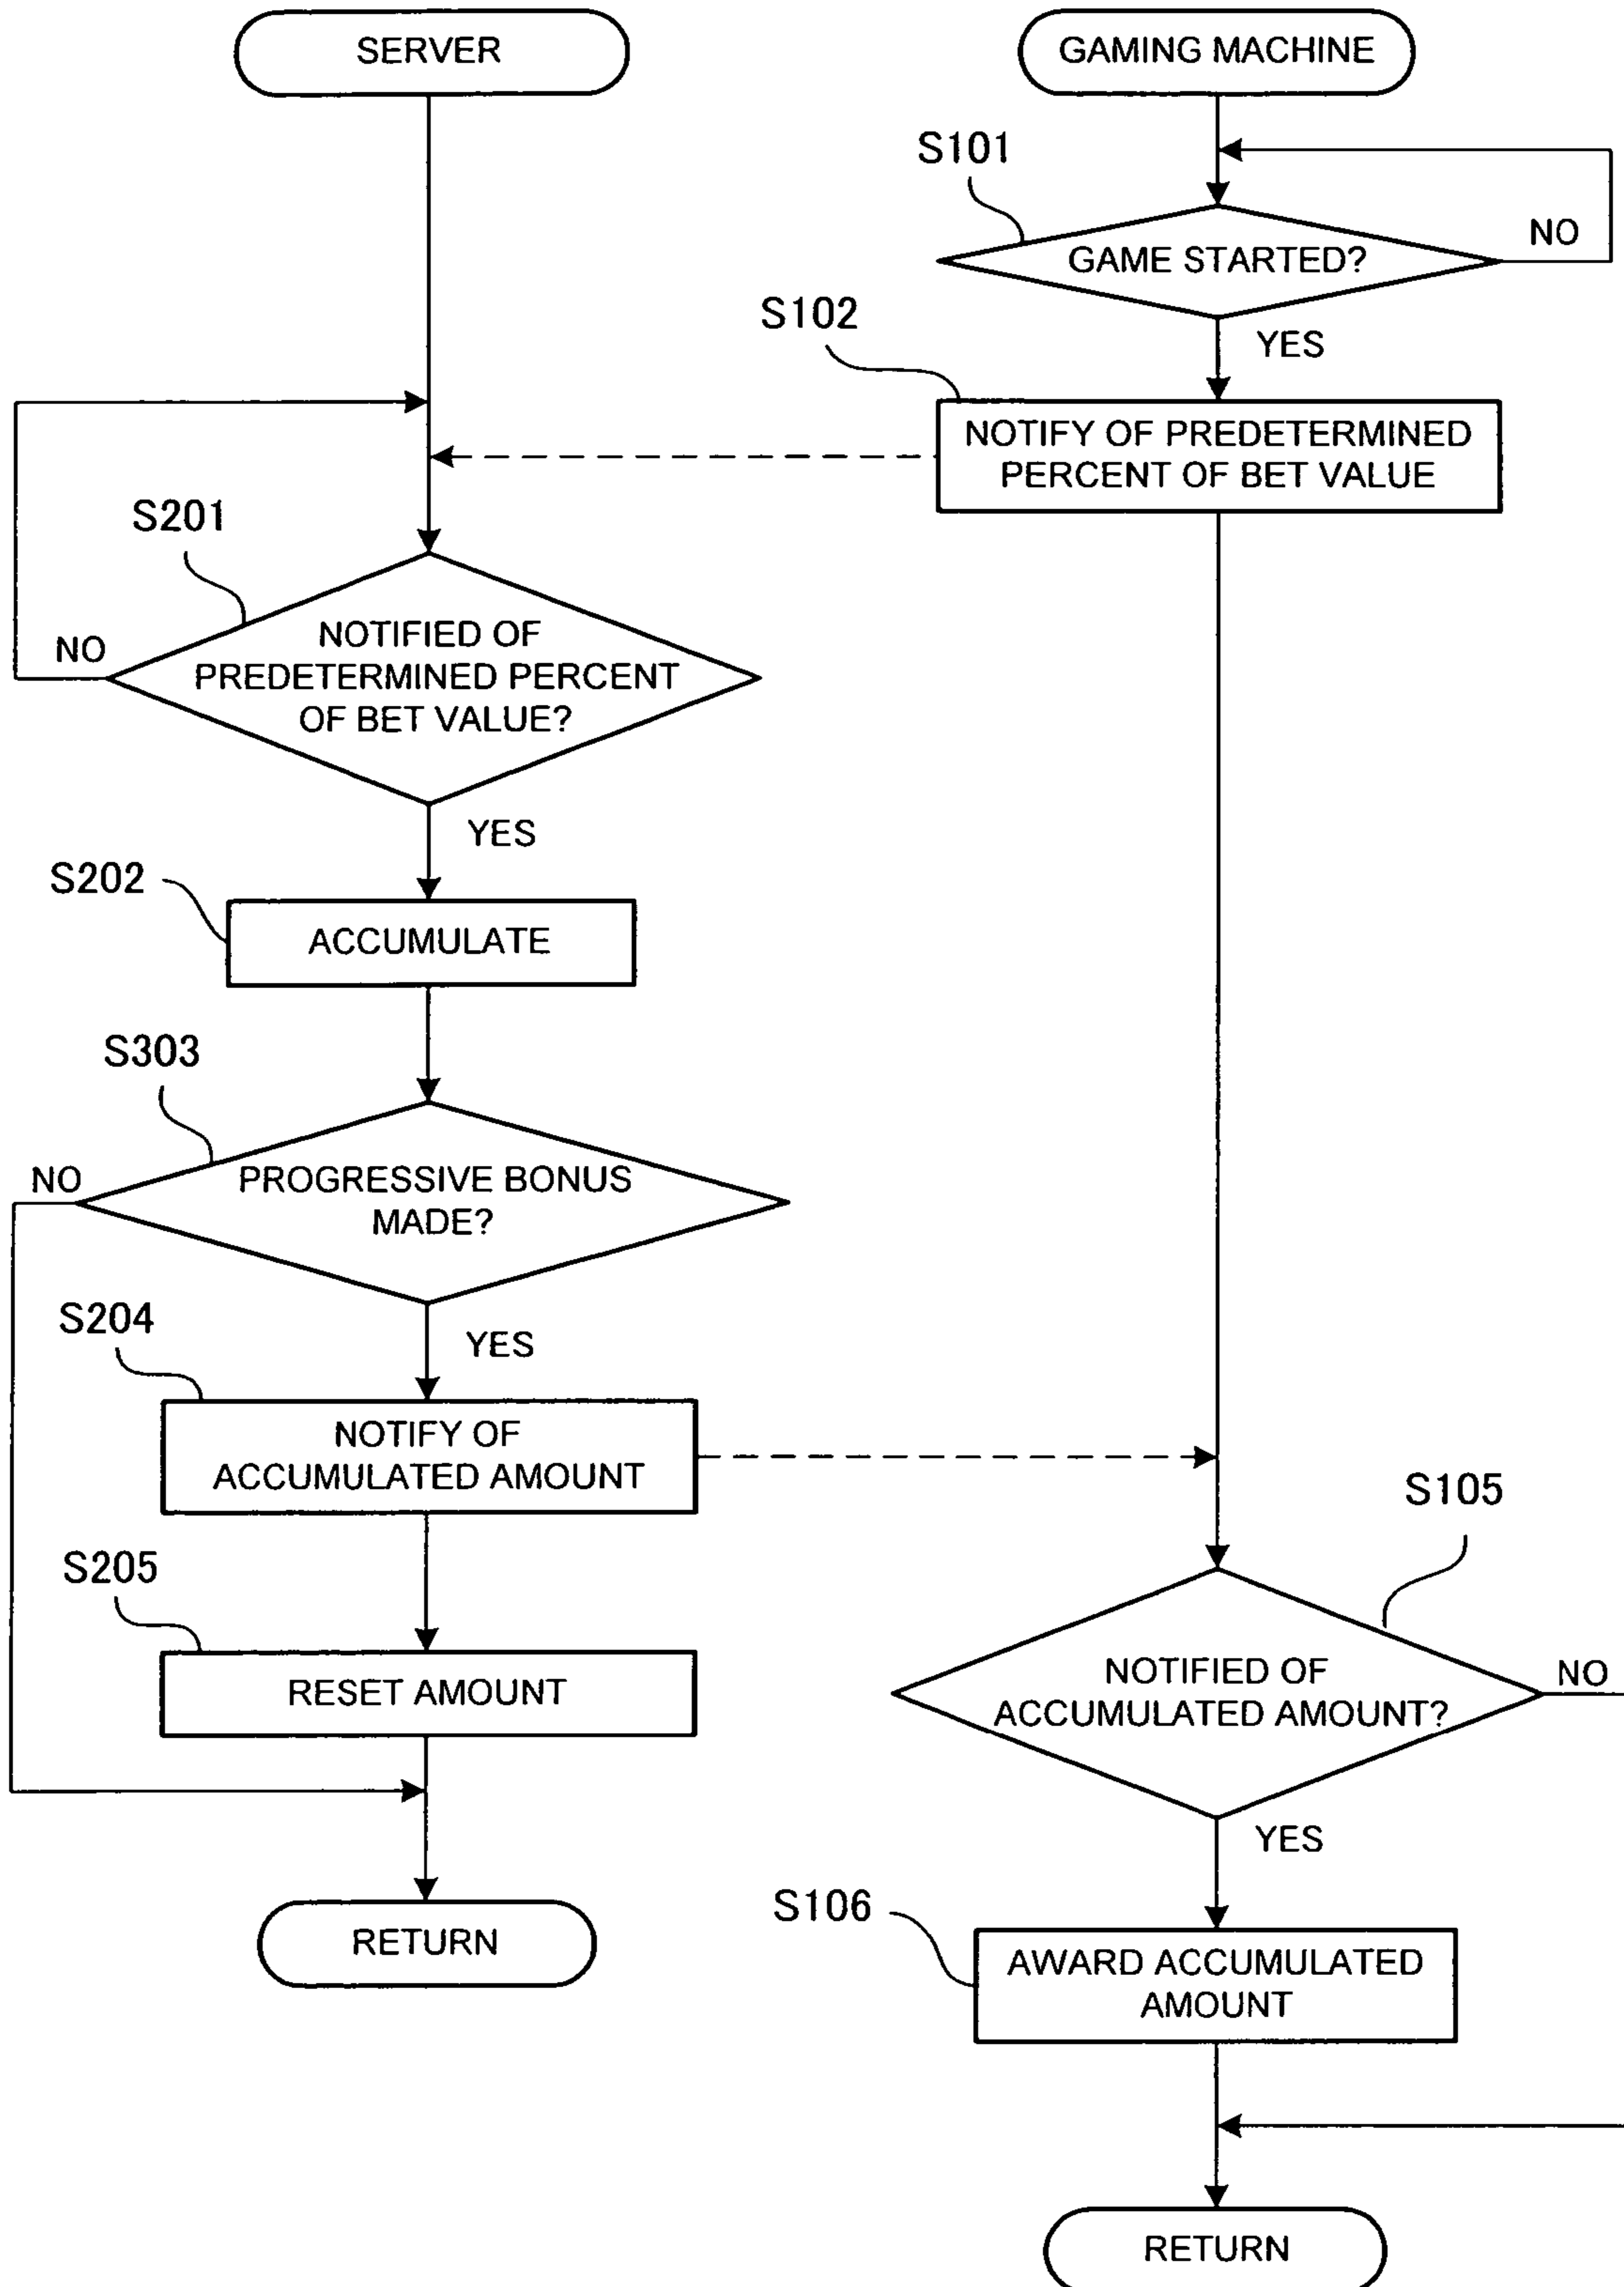 SERVER
GAMING MACHINE
S101
GAME STARTED?
NO
S102
YES
NOTIFY OF PREDETERMINED
PERCENT OF BET VALUE
S201
NO
NOTIFIED OF
PREDETERMINED PERCENT
OF BET VALUE?
YES
S202
ACCUMULATE
S303
NO
PROGRESSIVE BONUS
MADE?
S204
YES
NOTIFY OF
ACCUMULATED AMOUNT
S105
S205
RESET AMOUNT
NOTIFIED OF
ACCUMULATED AMOUNT?
NO
YES
S106
RETURN
AWARD ACCUMULATED
AMOUNT
RETURN